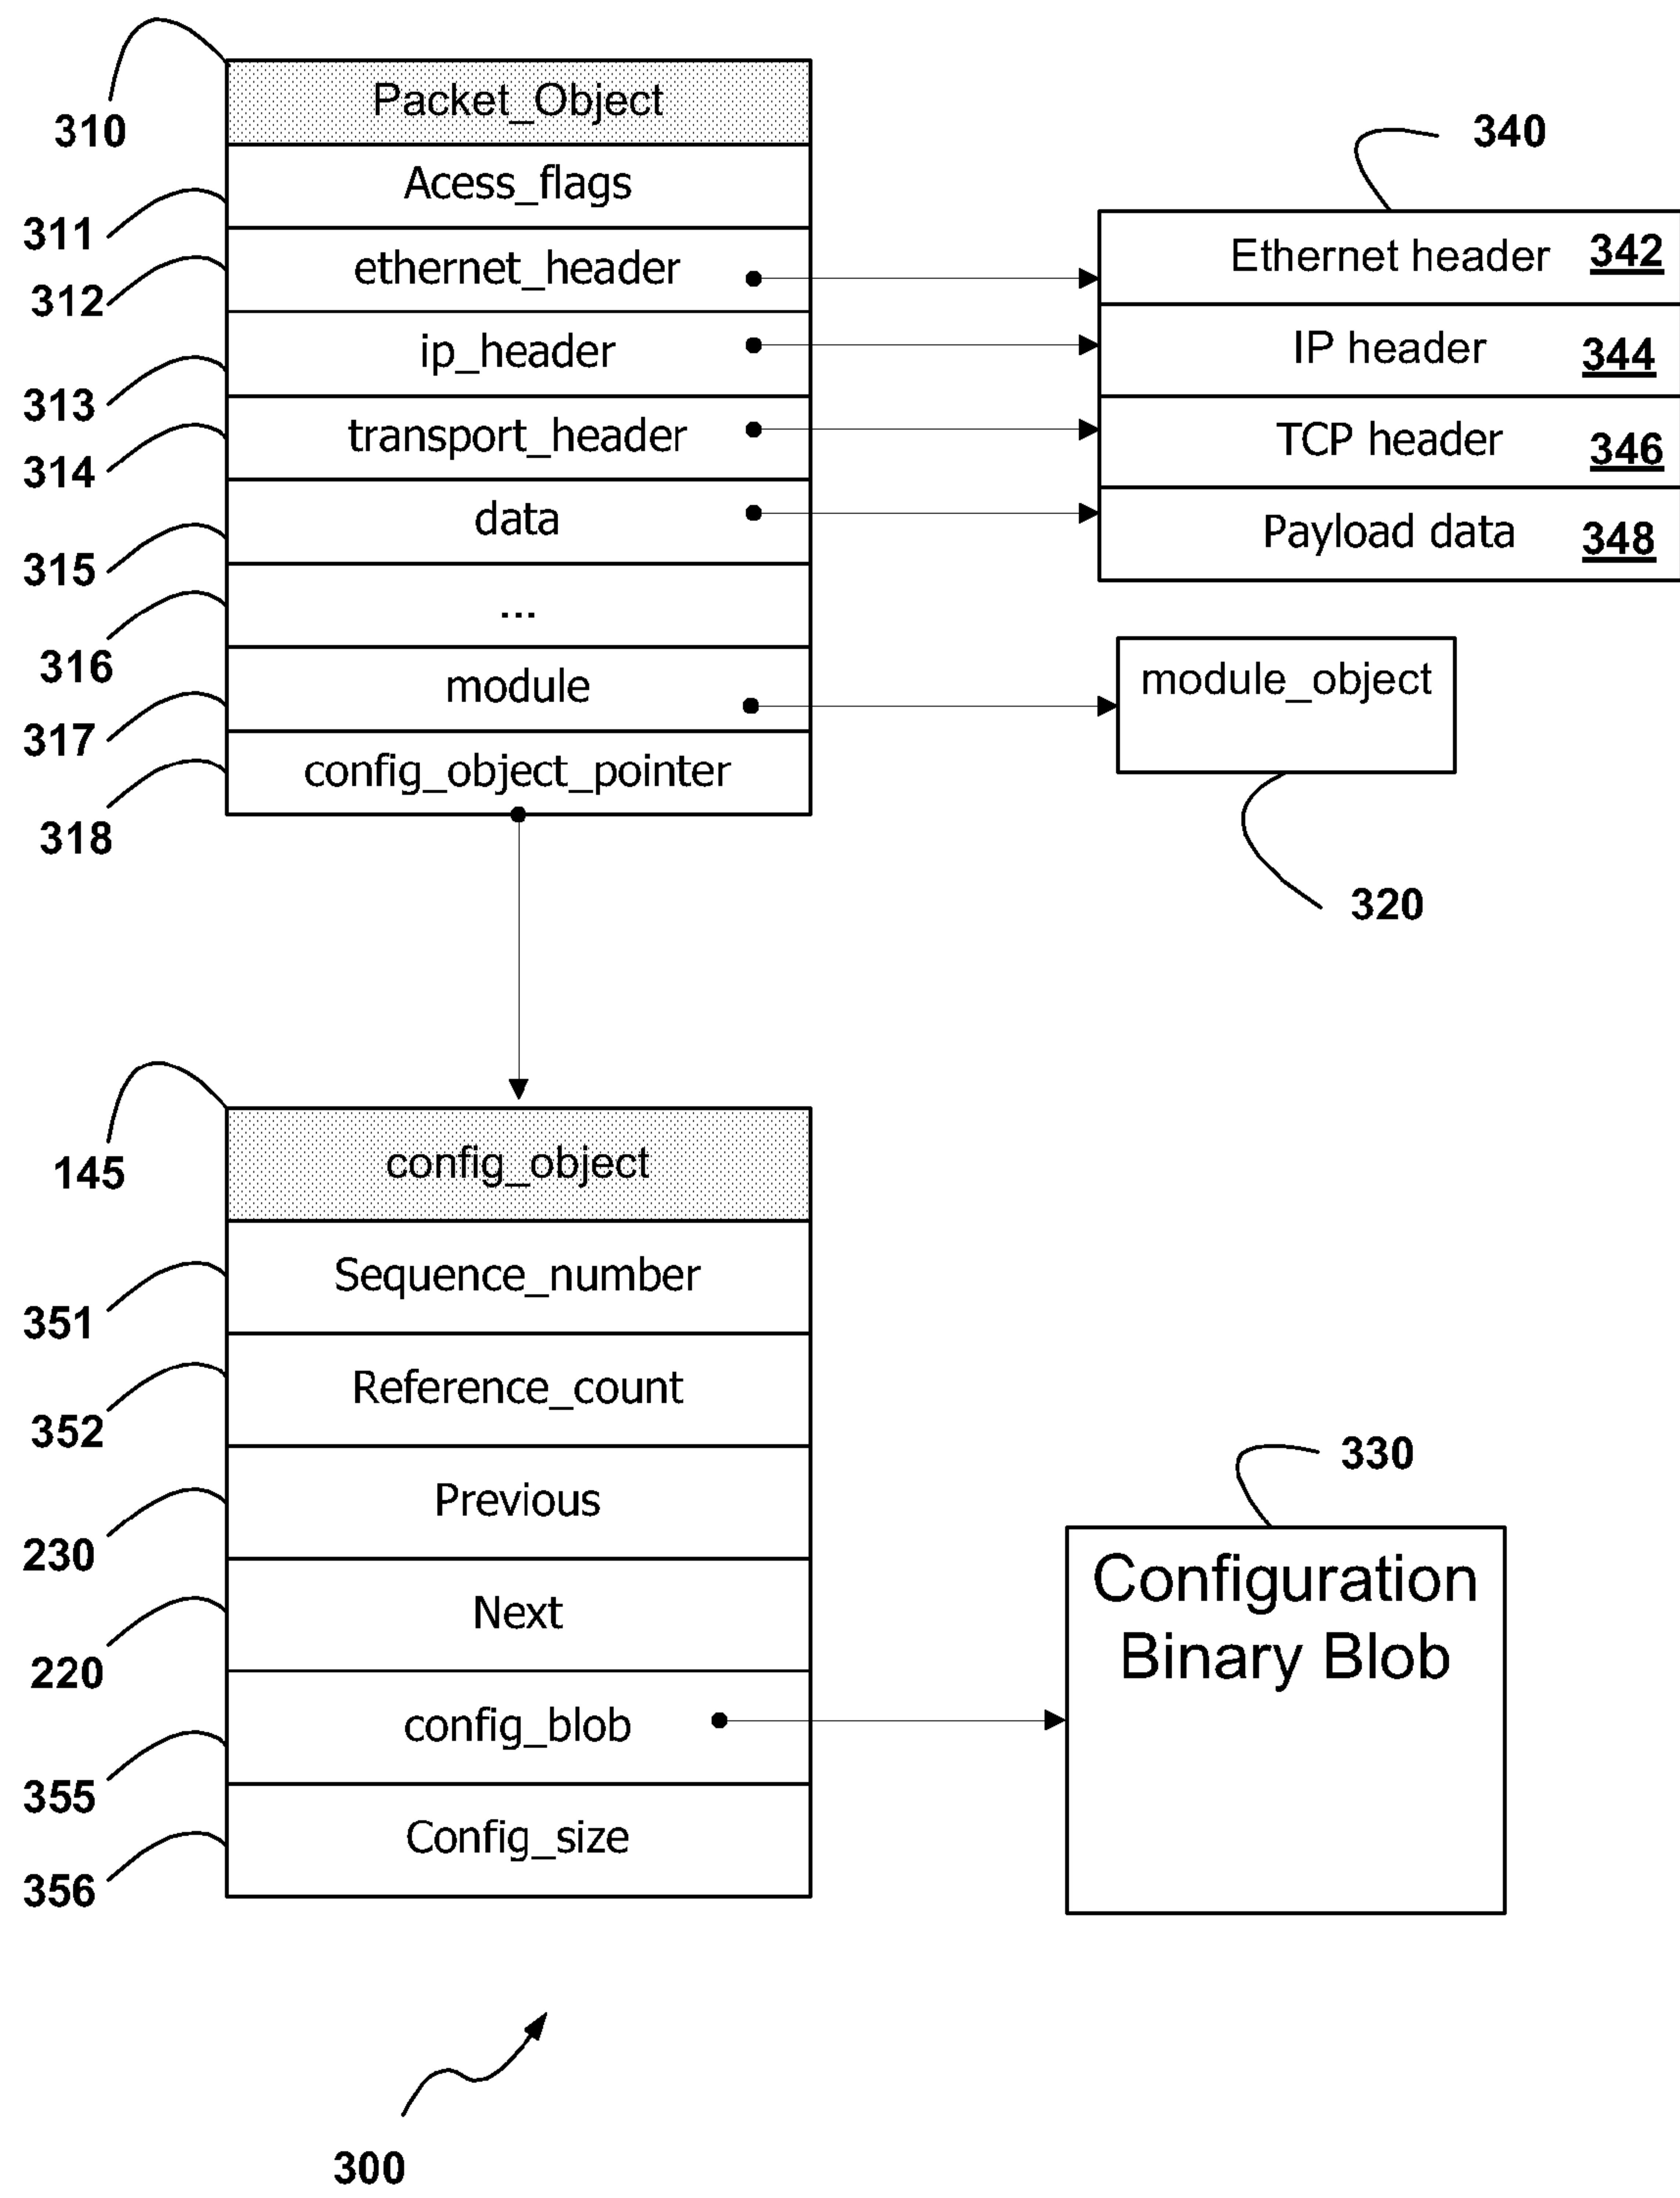 310
Packet_Object
311
Acess_flags
312
ethernet_header
313
ip_header
314
transport_header
315
data
316
...
317
module
318
config_object_pointer
340
Ethernet header 342
IP header 344
TCP header 346
Payload data 348
module_object
320
145
config_object
351
Sequence_number
352
Reference_count
230
Previous
220
Next
355
config_blob
356
Config_size
330
Configuration
Binary Blob
300